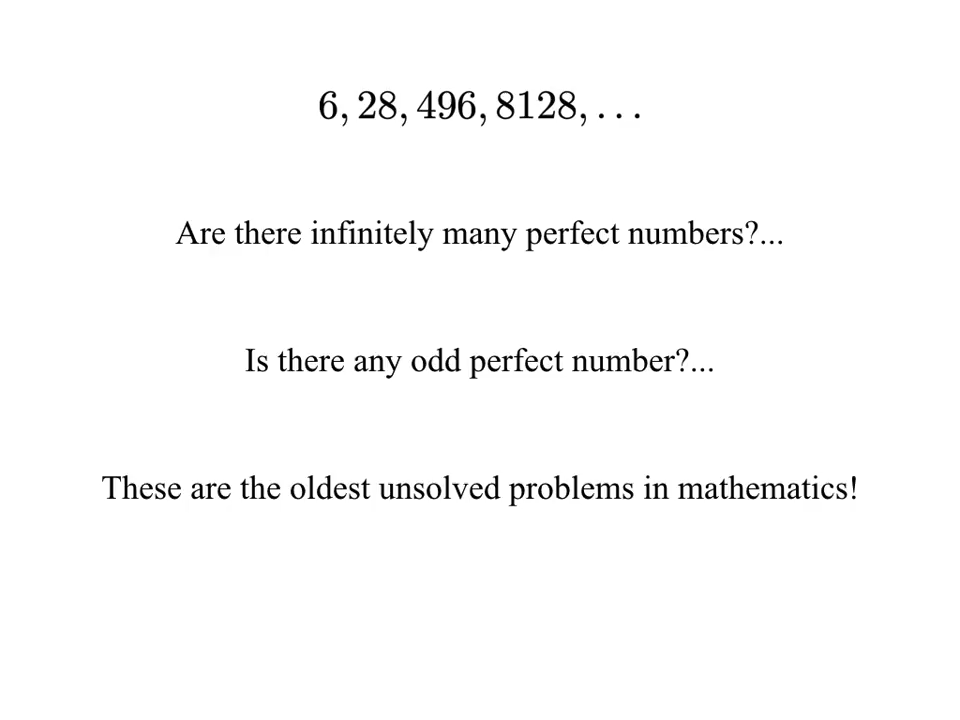 6, 28, 496, 8128, . . .
Are there infinitely many perfect numbers?...
Is there any odd perfect number?...
These are the oldest unsolved problems in mathematics!